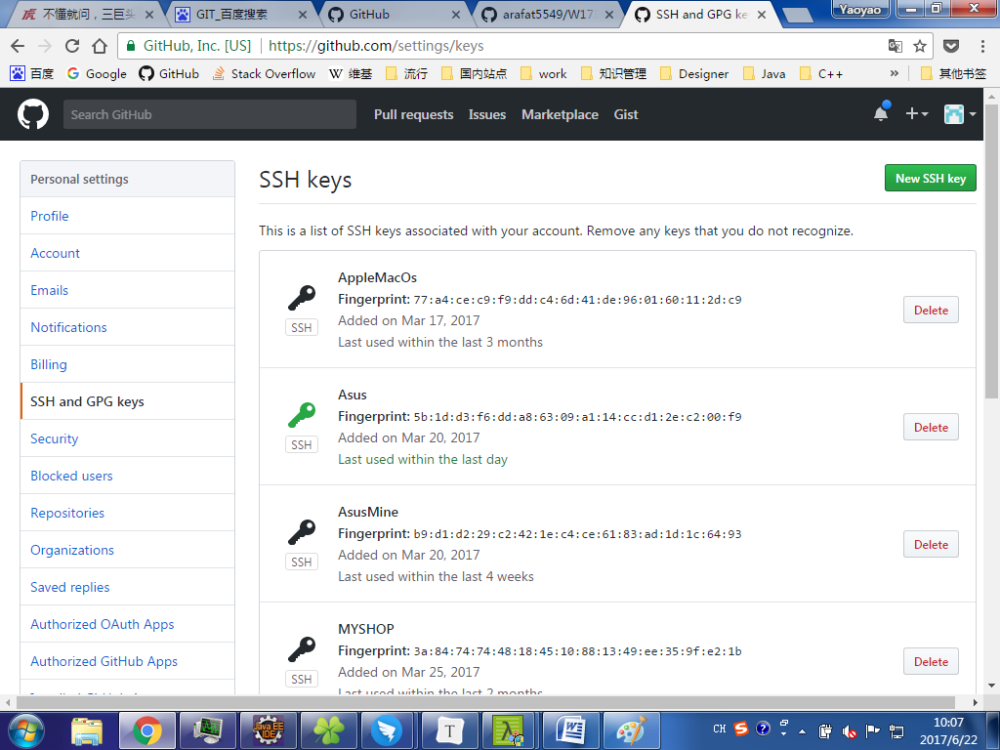 不懂就问，三巨头
GIT_百度搜索
GitHub
arafat5549/W17
SSH and GPG ke
Yaoyao
GitHub, Inc. [US]
https://github.com/settings/keys
百度
Google
GitHub
Stack Overflow
维基
流行
国内站点
work
知识管理
Designer
Java
C++
»
其他书签
Search GitHub
Pull requests
Issues
Marketplace
Gist
Personal settings
Profile
Account
Emails
Notifications
Billing
SSH and GPG keys
Security
Blocked users
Repositories
Organizations
Saved replies
Authorized OAuth Apps
Authorized GitHub Apps
SSH keys
New SSH key
This is a list of SSH keys associated with your account. Remove any keys that you do not recognize.
AppleMacOs
Fingerprint: 77:a4:ce:c9:f9:dd:c4:6d:41:de:96:01:60:11:2d:c9
SSH
Added on Mar 17, 2017
Last used within the last 3 months
Delete
Asus
Fingerprint: 5b:1d:d3:f6:dd:a8:63:09:a1:14:cc:d1:2e:c2:00:f9
SSH
Added on Mar 20, 2017
Last used within the last day
Delete
AsusMine
Fingerprint: b9:d1:d2:29:c2:42:1e:c4:ce:61:83:ad:1d:1c:64:93
SSH
Added on Mar 20, 2017
Last used within the last 4 weeks
Delete
MYSHOP
Fingerprint: 3a:84:74:74:48:18:45:10:88:13:49:ee:35:9f:e2:1b
SSH
Added on Mar 25, 2017
Last used within the last 2 months
Delete
Java EE
IDE
CH
10:07
2017/6/22